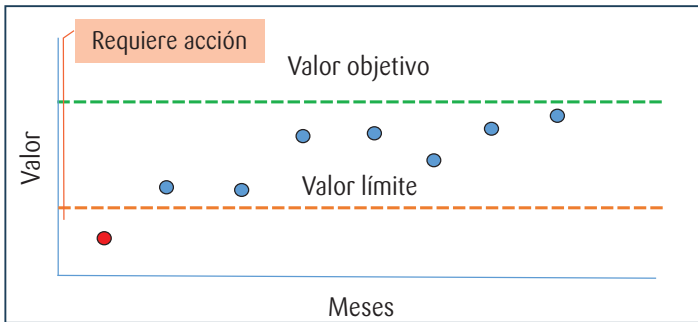 Requiere acción
Valor objetivo
Valor
Valor límite
Meses